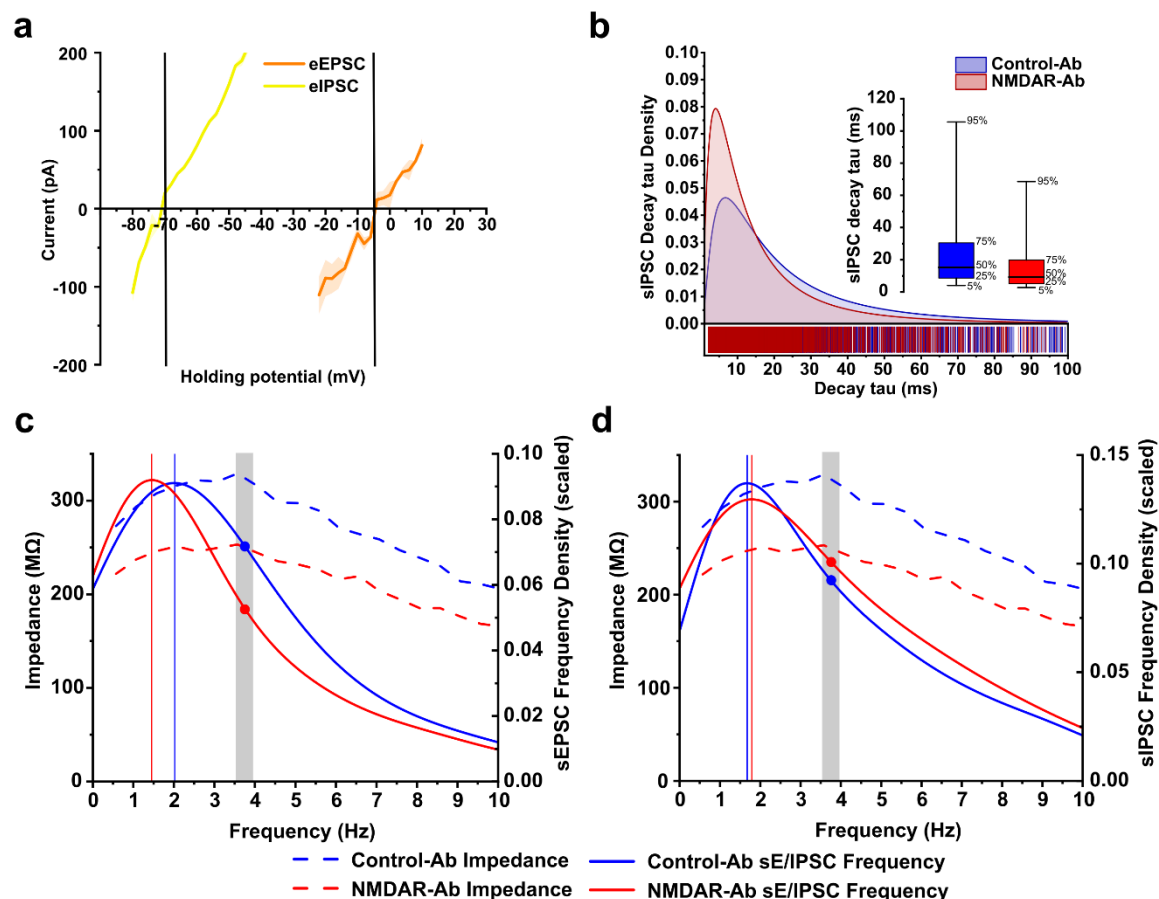 a
200
100
0
-100
-200
Current (pA)
eEPSC
eIPSC
-80 -70 -60 -50 -40 -30 -20 -10 0 10 20 30
Holding potential (mV)
b
0.10
0.09
0.08
0.07
0.06
0.05
0.04
0.03
0.02
0.01
0.00
sIPSC Decay tau Density
Control-Ab
NMDAR-Ab
120
100
80
60
40
20
0
sIPSC decay tau (ms)
95%
75%
50%
25%
5%
95%
75%
50%
25%
5%
10 20 30 40 50 60 70 80 90 100
Decay tau (ms)
c
300
200
100
0
Impedance (MΩ)
0.10
0.08
0.06
0.04
0.02
0.00
sEPSC Frequency Density (scaled)
0 1 2 3 4 5 6 7 8 9 10
Frequency (Hz)
d
300
200
100
0
Impedance (MΩ)
0.15
0.10
0.05
0.00
sIPSC Frequency Density (scaled)
0 1 2 3 4 5 6 7 8 9 10
Frequency (Hz)
Control-Ab Impedance
NMDAR-Ab Impedance
Control-Ab sE/IPSC Frequency
NMDAR-Ab sE/IPSC Frequency